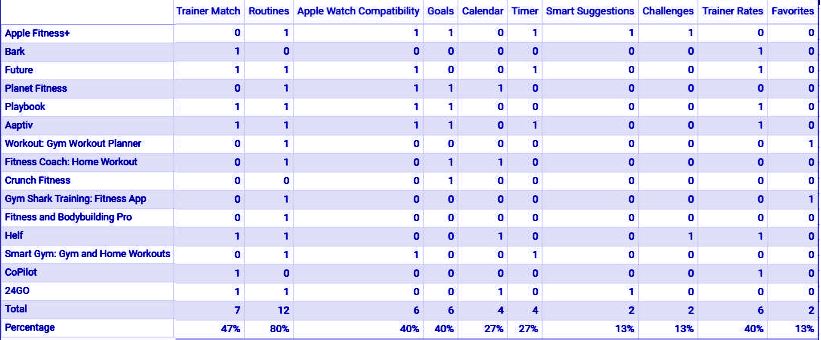 Trainer Match Routines Apple Watch Compatibility Goals Calendar Timer Smart Suggestions Challenges Trainer Rates Favorites
Apple Fitness+ 0 1 1 1 0 1 1 1 0 0
Bark 1 0 0 0 0 0 0 0 1 0
Future 1 1 1 0 0 1 0 0 1 0
Planet Fitness 0 1 1 1 1 0 0 0 0 0
Playbook 1 1 1 1 0 0 0 0 1 0
Aaptiv 1 1 1 1 0 1 0 0 1 0
Workout: Gym Workout Planner 0 1 0 0 0 0 0 0 0 1
Fitness Coach: Home Workout 0 1 0 1 1 0 0 0 0 0
Crunch Fitness 0 0 0 1 0 0 0 0 0 0
Gym Shark Training: Fitness App 0 1 0 0 0 0 0 0 0 1
Fitness and Bodybuilding Pro 0 1 0 0 0 0 0 0 0 0
Helf 1 1 0 0 1 0 0 1 1 0
Smart Gym: Gym and Home Workouts 0 1 1 0 0 1 0 0 0 0
CoPilot 1 0 0 0 0 0 0 0 1 0
24GO 1 1 0 0 1 0 1 0 0 0
Total 7 12 6 6 4 4 2 2 6 2
Percentage 47% 80% 40% 40% 27% 27% 13% 13% 40% 13%